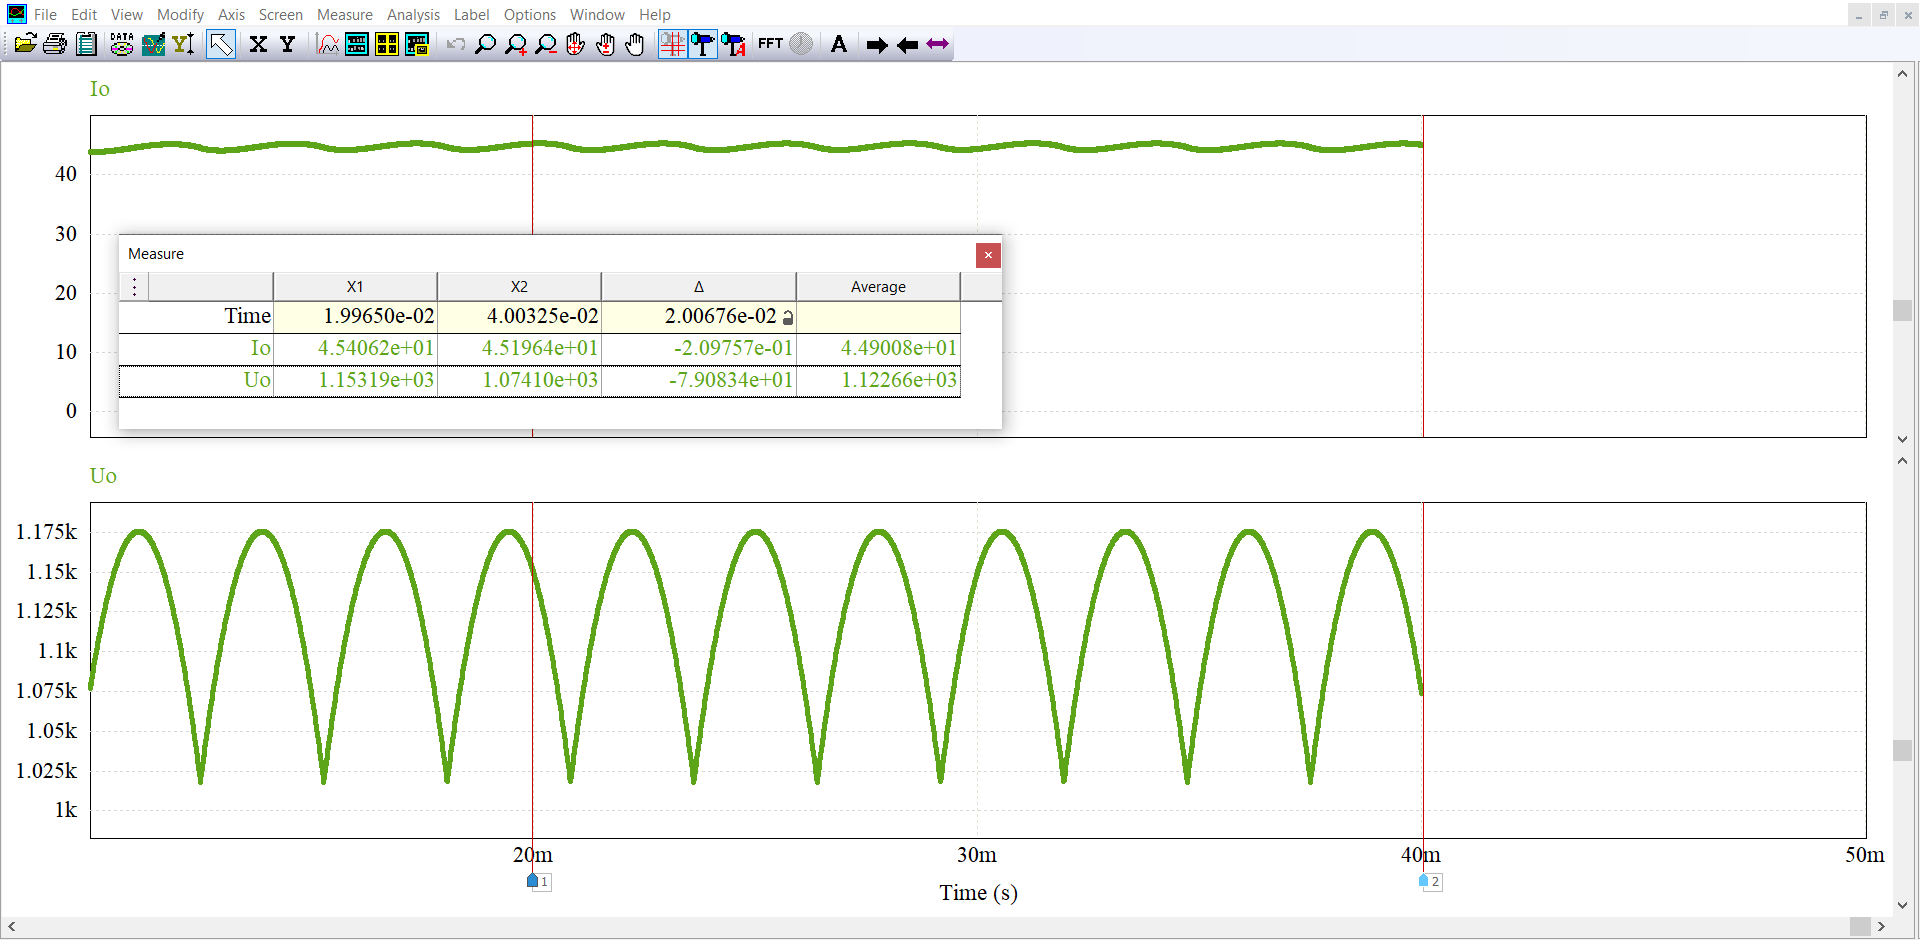 File Edit View Modify Axis Screen Measure Analysis Label Options Window Help
DATA Y X Y FFT A
Io
40
30
20
10
0
Measure
X1 X2 Δ Average
Time 1.99650e-02 4.00325e-02 2.00676e-02
Io 4.54062e+01 4.51964e+01 -2.09757e-01 4.49008e+01
Uo 1.15319e+03 1.07410e+03 -7.90834e+01 1.12266e+03
Uo
1.175k
1.15k
1.125k
1.1k
1.075k
1.05k
1.025k
1k
20m 30m 40m 50m
1 2
Time (s)